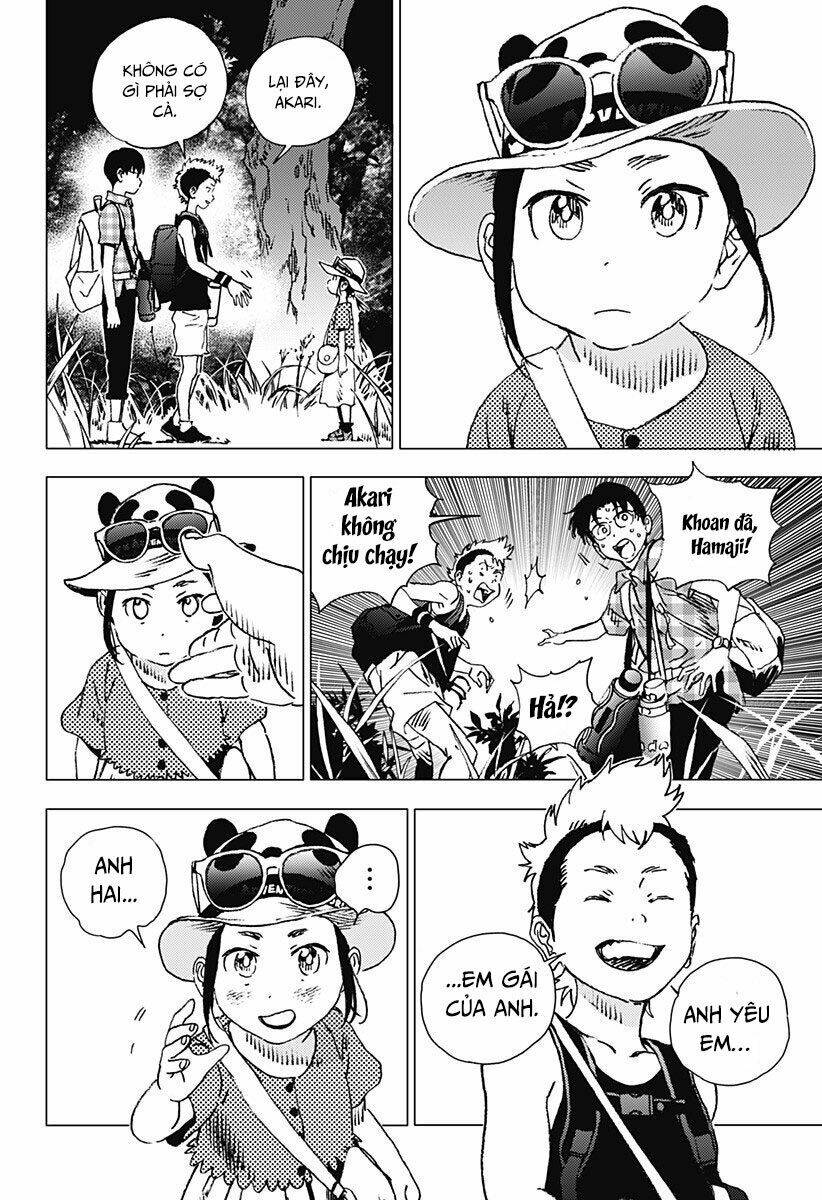 LẠI ĐÂY,
AKARI.
KHÔNG CÓ
GÌ PHẢI SỢ
CẢ.
Khoan đã,
Hamaji!
Akari
không
chịu chạy!
Hả!?
ANH YÊU
EM...
...EM GÁI
CỦA ANH.
...
ANH
HAI...